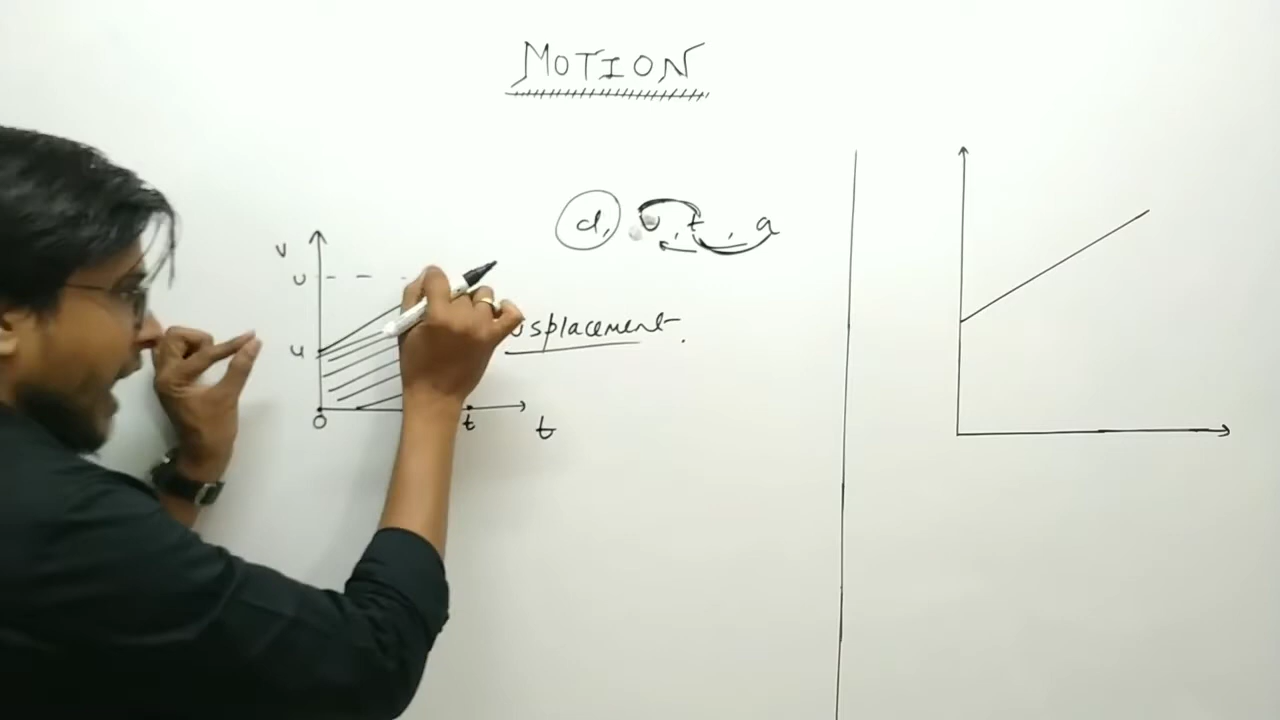 MOTION
d, v, t, a
v
v
u
splacement.
0
t
t